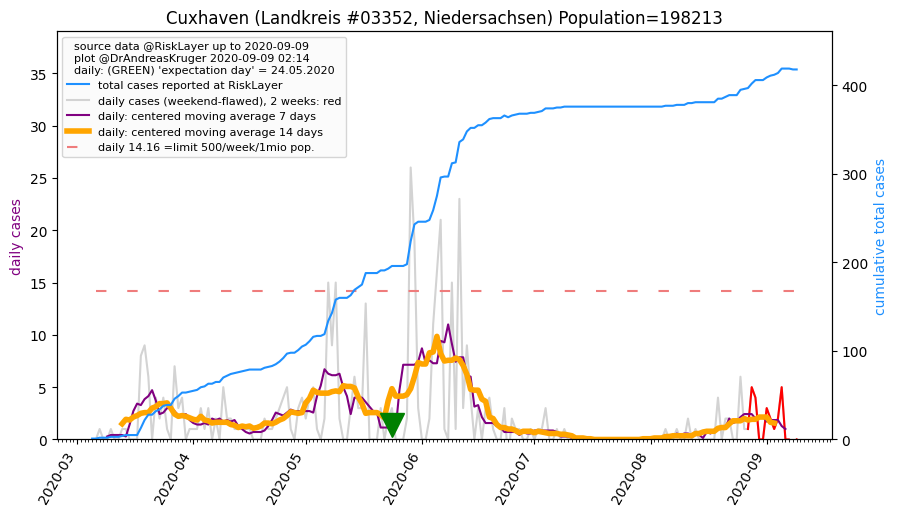 Cuxhaven (Landkreis #03352, Niedersachsen) Population=198213
source data @RiskLayer up to 2020-09-09
plot @DrAndreasKruger 2020-09-09 02:14
daily: (GREEN) 'expectation day' = 24.05.2020
total cases reported at RiskLayer
daily cases (weekend-flawed), 2 weeks: red
daily: centered moving average 7 days
daily: centered moving average 14 days
daily 14.16 =limit 500/week/1mio pop.
daily cases
35
30
25
20
15
10
5
0
cumulative total cases
400
300
200
100
0
2020-03
2020-04
2020-05
2020-06
2020-07
2020-08
2020-09